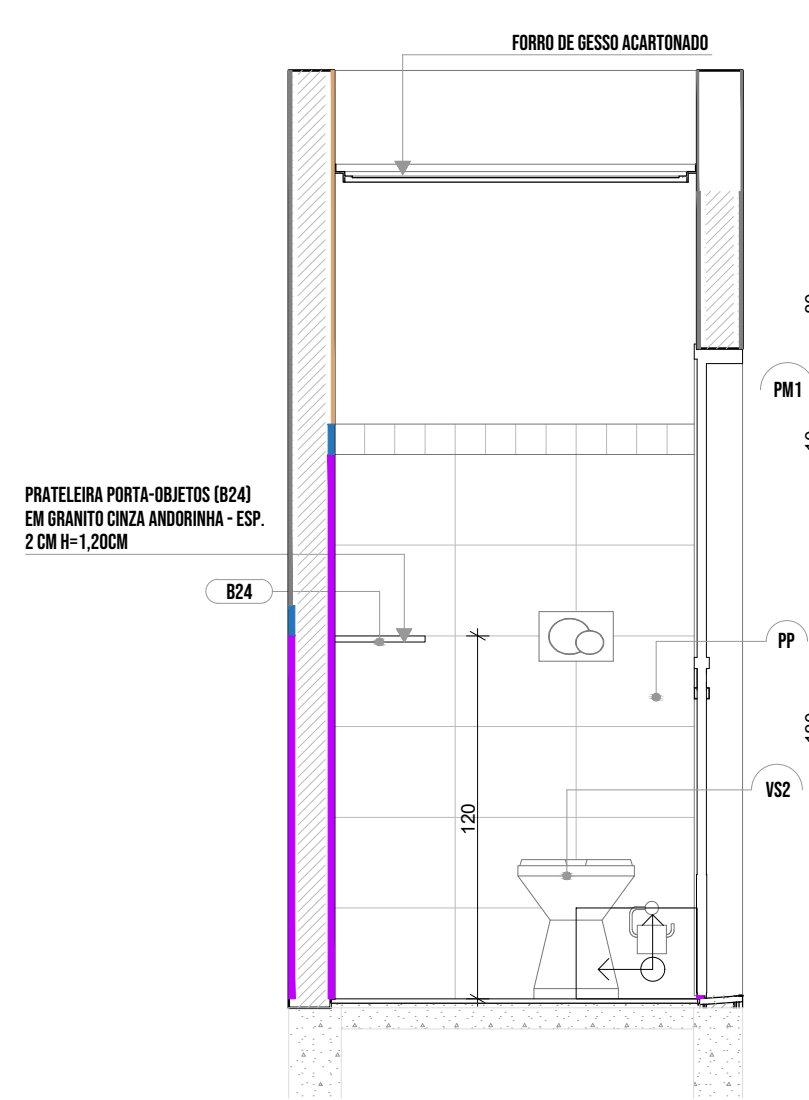 FORRO DE GESSO ACARTONADO
PM1
PRATELEIRA PORTA-OBJETOS (B24)
EM GRANITO CINZA ANDORINHA - ESP.
2 CM H=1,20CM
B24
PP
VS2
120